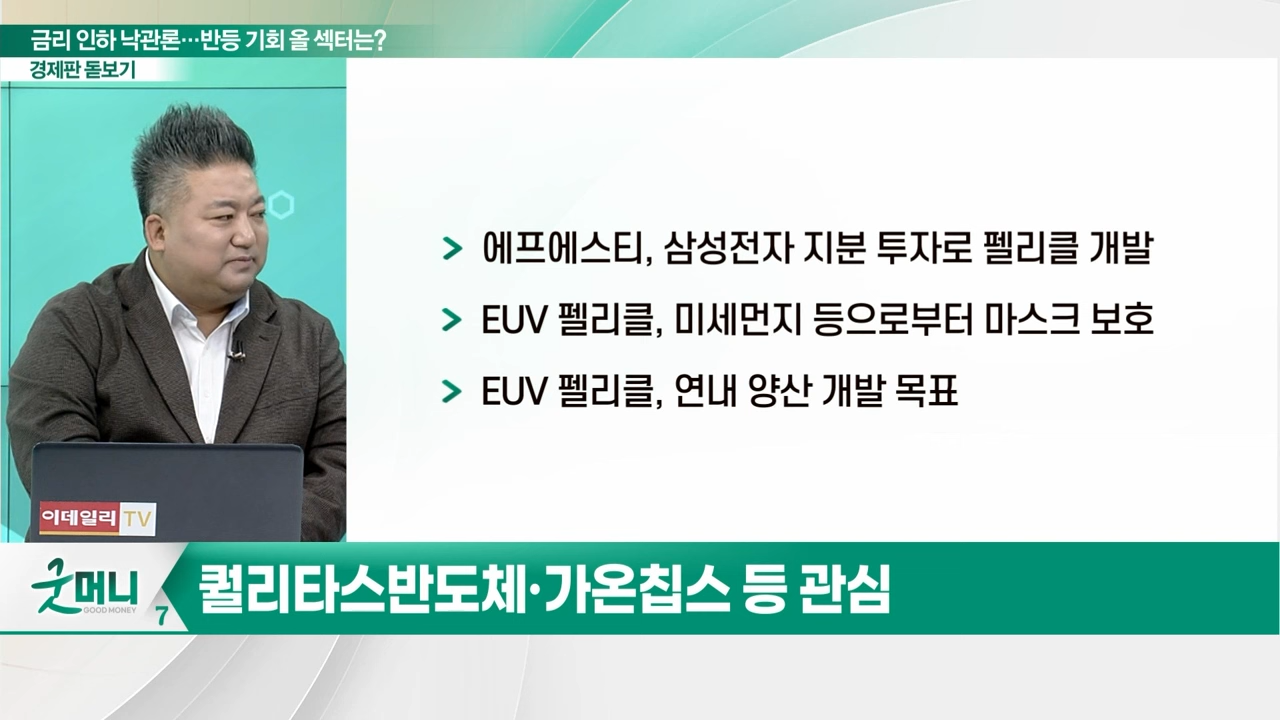 금리 인하 낙관론…반등 기회 올 섹터는?
경제판 돋보기
> 에프에스티, 삼성전자 지분 투자로 펠리클 개발
> EUV 펠리클, 미세먼지 등으로부터 마스크 보호
> EUV 펠리클, 연내 양산 개발 목표
이데일리 TV
굿머니
GOOD MONEY
7
퀄리타스반도체·가온칩스 등 관심